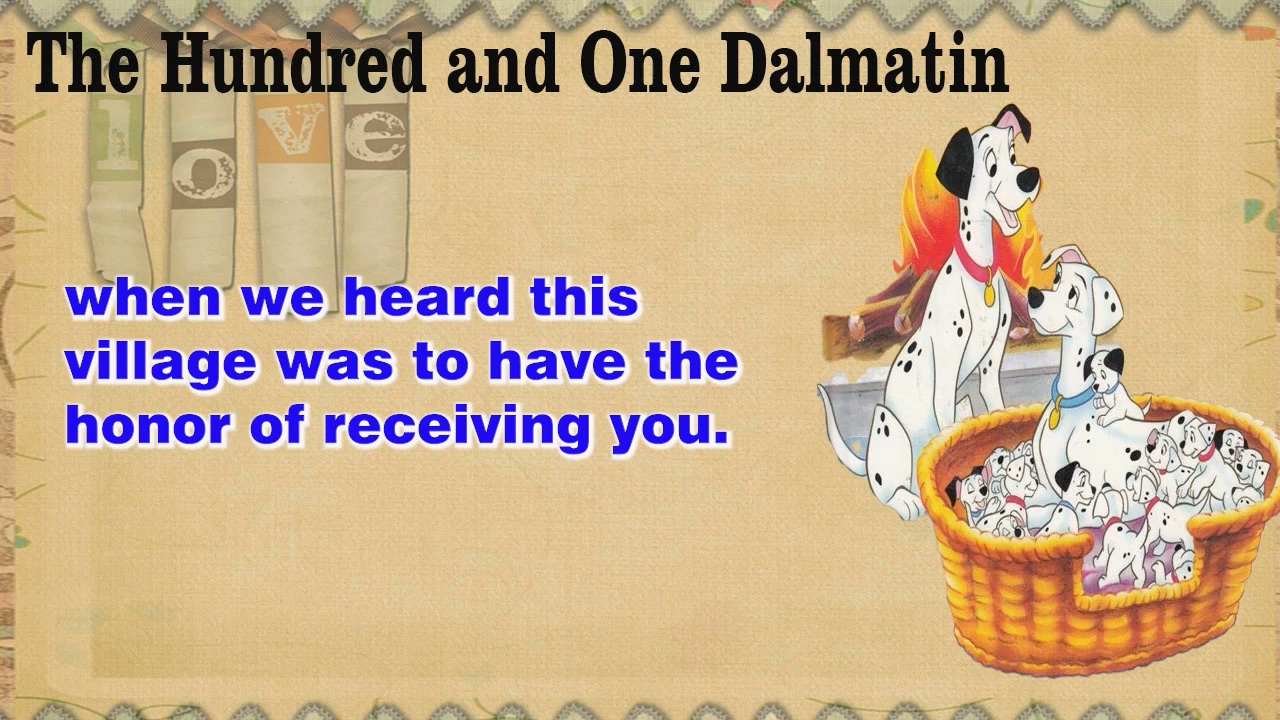 The Hundred and One Dalmatin
love
when we heard this
village was to have the
honor of receiving you.